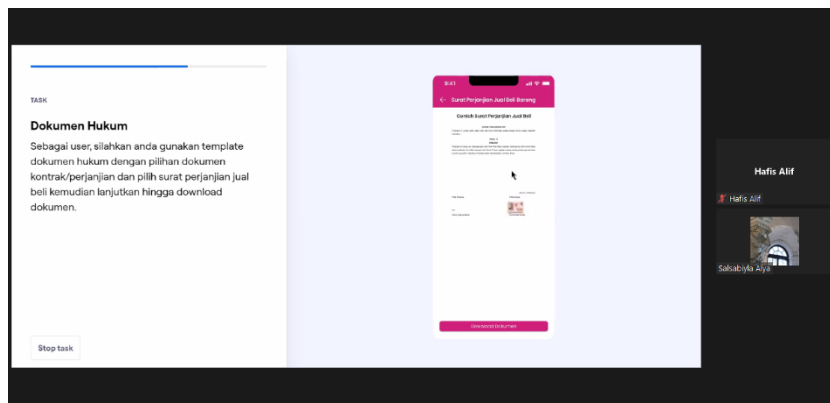 TASK
Dokumen Hukum
Sebagai user, silahkan anda gunakan template
dokumen hukum dengan pilihan dokumen
kontrak/perjanjian dan pilih surat perjanjian jual
beli kemudian lanjutkan hingga download
dokumen.
Stop task
9:41
Surat Perjanjian Jual Beli Barang
Contoh Surat Perjanjian Jual Beli
Download Dokumen
Hafis Alif
Hafis Alif
Salsabiyla Alya